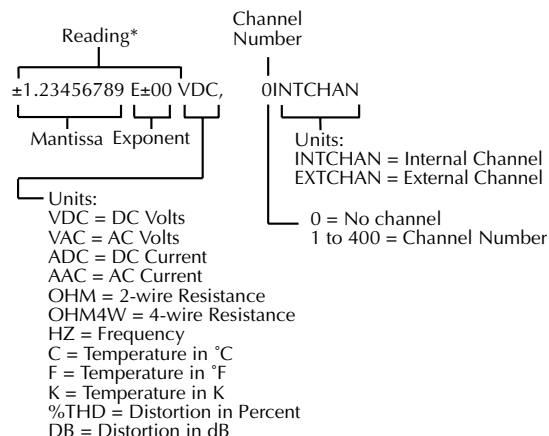 Channel
Number
Reading*
±1.23456789 E±00 VDC, 0INTCHAN
Mantissa Exponent
Units:
INTCHAN = Internal Channel
EXTCHAN = External Channel
0 = No channel
1 to 400 = Channel Number
Units:
VDC = DC Volts
VAC = AC Volts
ADC = DC Current
AAC = AC Current
OHM = 2-wire Resistance
OHM4W = 4-wire Resistance
HZ = Frequency
C = Temperature in ˚C
F = Temperature in ˚F
K = Temperature in K
%THD = Distortion in Percent
DB = Distortion in dB